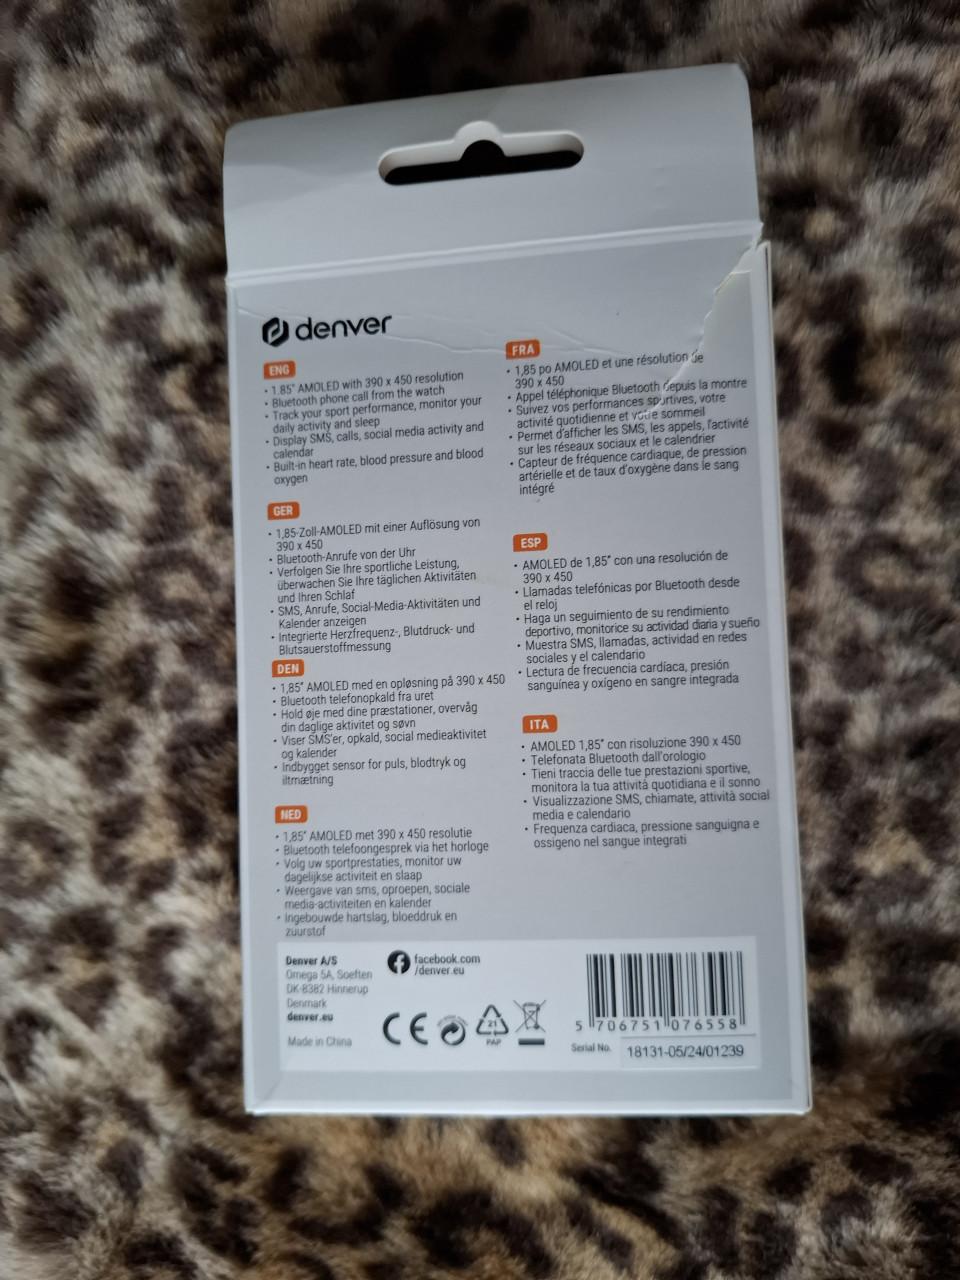 denver
ENG
• 1.85" AMOLED with 390 x 450 resolution
• Bluetooth phone call from the watch
• Track your sport performance, monitor your
daily activity and sleep
• Display SMS, calls, social media activity and
calendar
• Built-in heart rate, blood pressure and blood
oxygen
GER
• 1,85-Zoll-AMOLED mit einer Auflösung von
390 x 450
• Bluetooth-Anrufe von der Uhr
• Verfolgen Sie Ihre sportliche Leistung,
überwachen Sie Ihre täglichen Aktivitäten
und Ihren Schlaf
• SMS, Anrufe, Social-Media-Aktivitäten und
Kalender anzeigen
• Integrierte Herzfrequenz-, Blutdruck- und
Blutsauerstoffmessung
DEN
• 1,85" AMOLED med en opløsning på 390 x 450
• Bluetooth telefonopkald fra uret
• Hold øje med dine præstationer, overvåg
din daglige aktivitet og søvn
• Viser SMS'er, opkald, social medieaktivitet
og kalender
• Indbygget sensor for puls, blodtryk og
iltmætning
NED
• 1,85" AMOLED met 390 x 450 resolutie
• Bluetooth telefoongesprek via het horloge
• Volg uw sportprestaties, monitor uw
dagelijkse activiteit en slaap
• Weergave van sms, oproepen, sociale
media-activiteiten en kalender
• Ingebouwde hartslag, bloeddruk en
zuurstof
FRA
• 1,85 po AMOLED et une résolution de
390 x 450
• Appel téléphonique Bluetooth depuis la montre
• Suivez vos performances sportives, votre
activité quotidienne et votre sommeil
• Permet d'afficher les SMS, les appels, l'activité
sur les réseaux sociaux et le calendrier
• Capteur de fréquence cardiaque, de pression
artérielle et de taux d'oxygène dans le sang
intégré
ESP
• AMOLED de 1,85" con una resolución de
390 x 450
• Llamadas telefónicas por Bluetooth desde
el reloj
• Haga un seguimiento de su rendimiento
deportivo, monitorice su actividad diaria y sueño
• Muestra SMS, llamadas, actividad en redes
sociales y el calendario
• Lectura de frecuencia cardíaca, presión
sanguínea y oxígeno en sangre integrada
ITA
• AMOLED 1,85" con risoluzione 390 x 450
• Telefonata Bluetooth dall'orologio
• Tieni traccia delle tue prestazioni sportive,
monitora la tua attività quotidiana e il sonno
• Visualizzazione SMS, chiamate, attività social
media e calendario
• Frequenza cardiaca, pressione sanguigna e
ossigeno nel sangue integrati
Denver A/S
Omega 5A, Soeften
DK-8382 Hinnerup
Denmark
denver.eu
Made in China
facebook.com
/denver.eu
CE
21
PAP
5 706751 076558
Serial No.
18131-05/24/01239